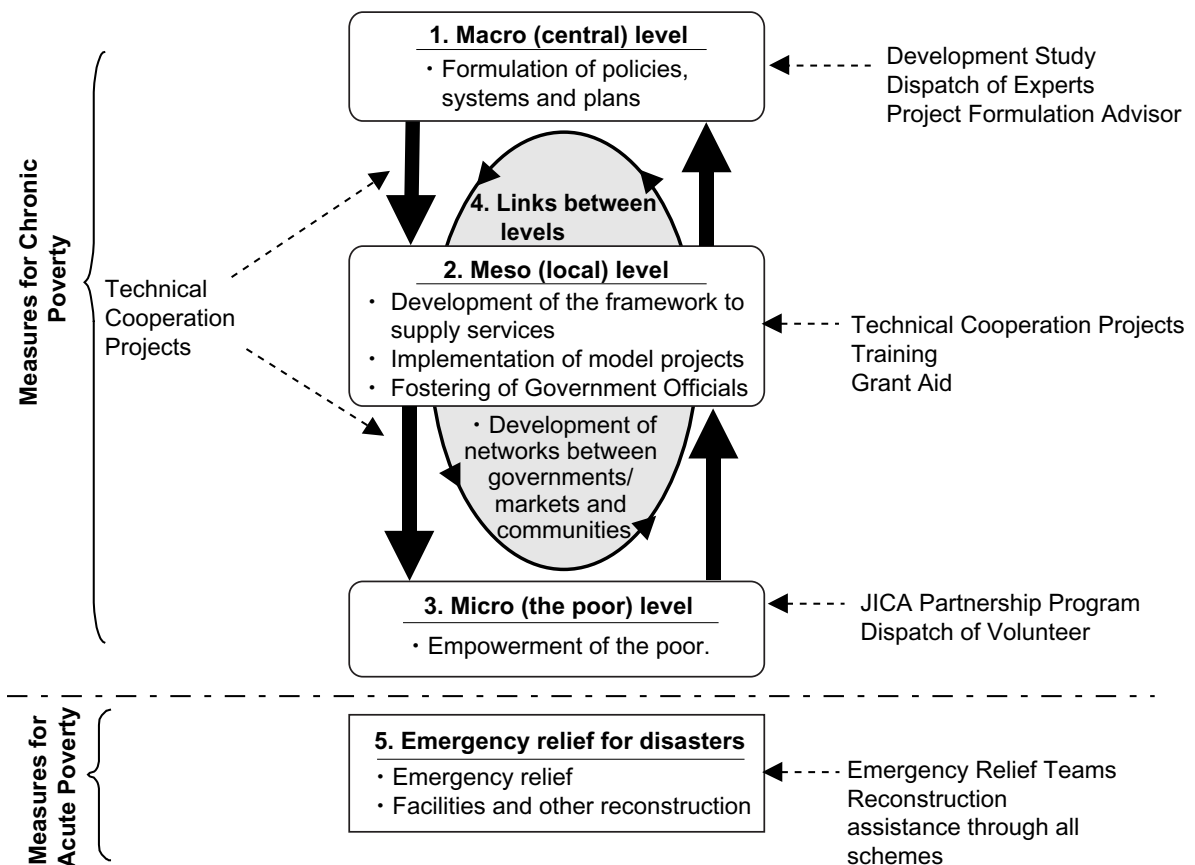 1. Macro (central) level
・Formulation of policies,
systems and plans
Development Study
Dispatch of Experts
Project Formulation Advisor
Measures for Chronic
Poverty
4. Links between
levels
Technical
Cooperation
Projects
2. Meso (local) level
・Development of the framework to
supply services
・Implementation of model projects
・Fostering of Government Officials
Technical Cooperation Projects
Training
Grant Aid
・Development of
networks between
governments/
markets and
communities
3. Micro (the poor) level
・Empowerment of the poor.
JICA Partnership Program
Dispatch of Volunteer
Measures for
Acute Poverty
5. Emergency relief for disasters
・Emergency relief
・Facilities and other reconstruction
Emergency Relief Teams
Reconstruction
assistance through all
schemes